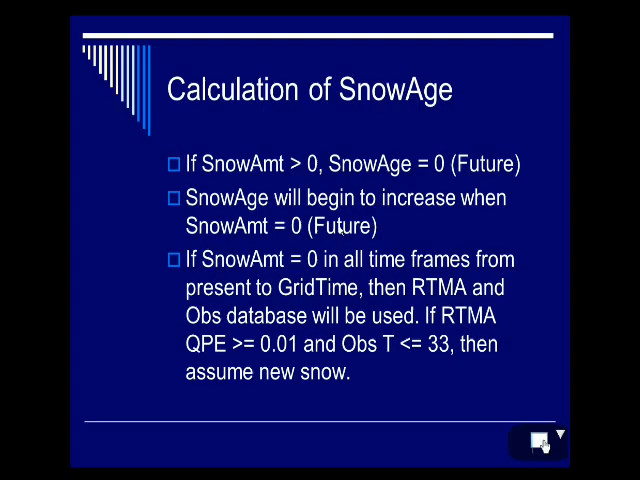 Calculation of SnowAge
If SnowAmt > 0, SnowAge = 0 (Future)
SnowAge will begin to increase when
SnowAmt = 0 (Future)
If SnowAmt = 0 in all time frames from
present to GridTime, then RTMA and
Obs database will be used. If RTMA
QPE >= 0.01 and Obs T <= 33, then
assume new snow.